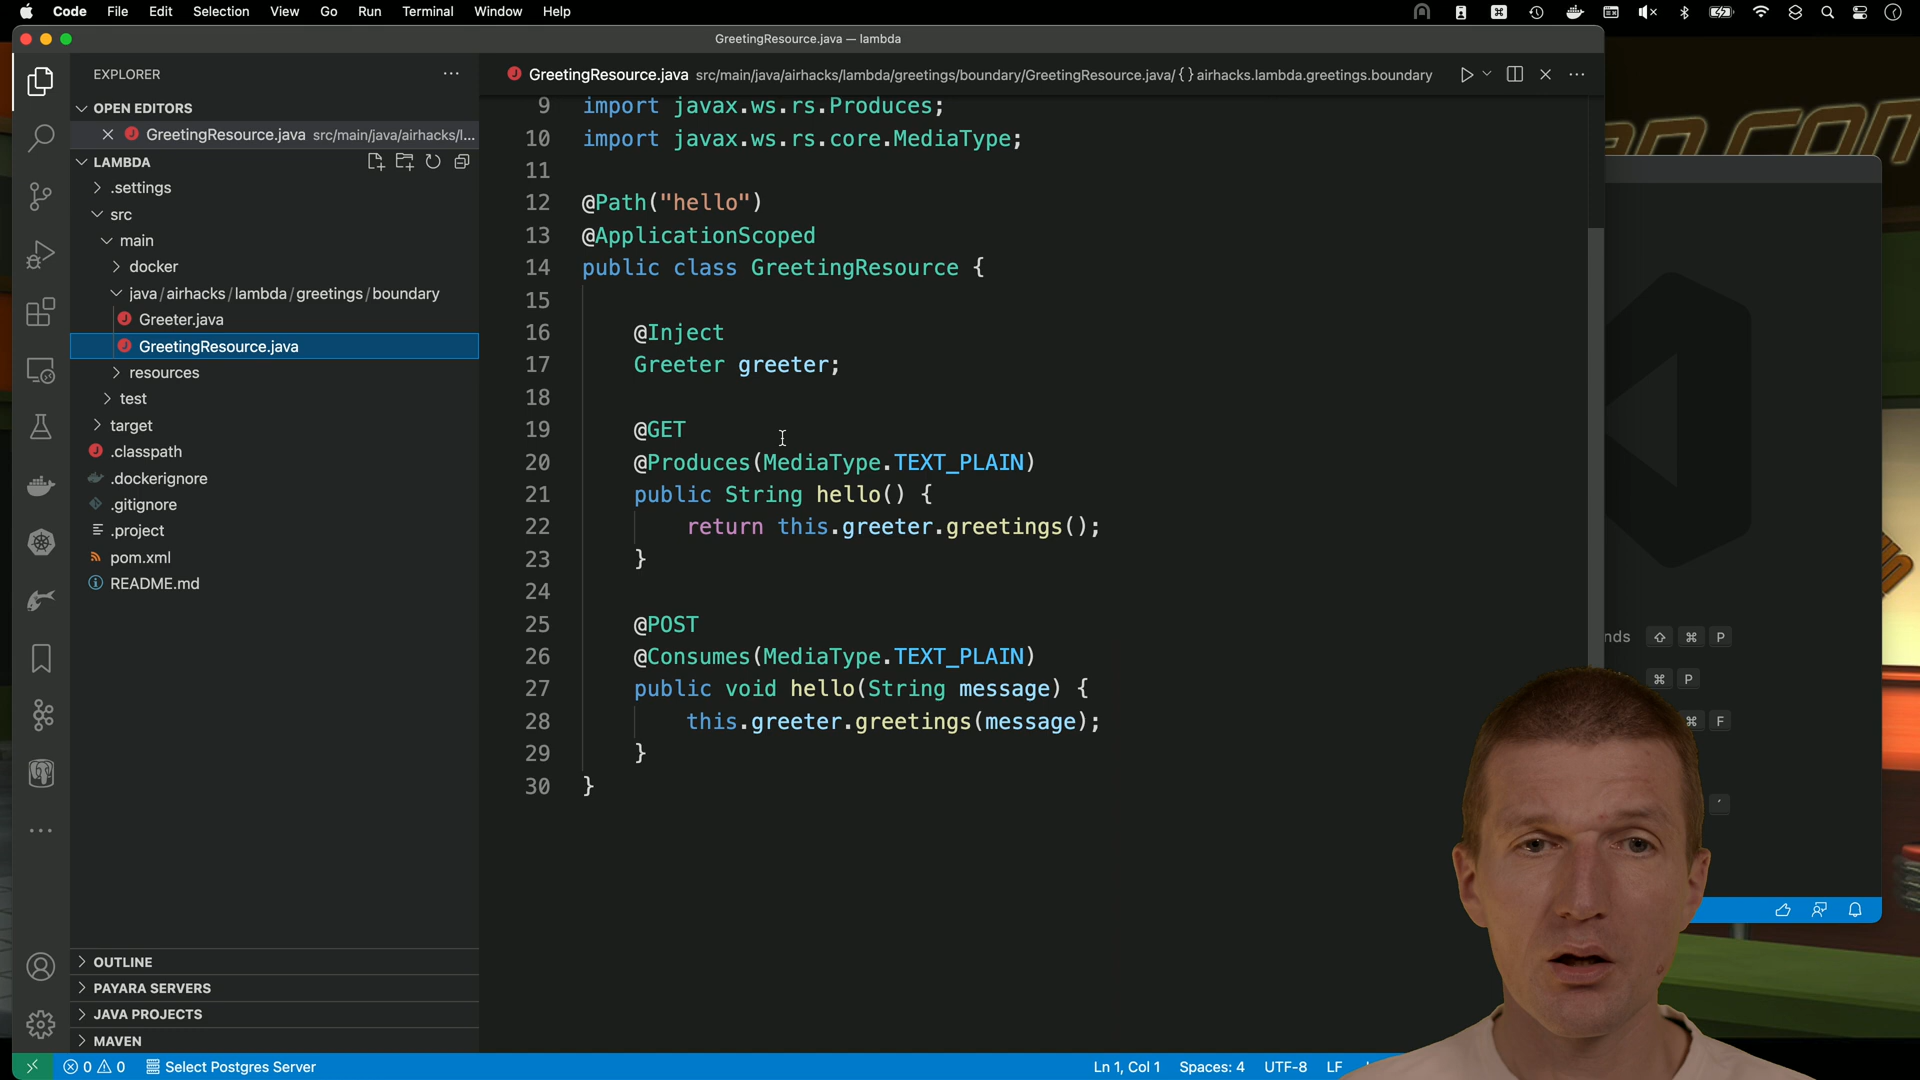 Code File Edit Selection View Go Run Terminal Window Help
GreetingResource.java — lambda
EXPLORER
GreetingResource.java src/main/java/airhacks/lambda/greetings/boundary/GreetingResource.java/ {} airhacks.lambda.greetings.boundary
OPEN EDITORS
GreetingResource.java src/main/java/airhacks/l...
LAMBDA
.settings
src
main
docker
java/airhacks/lambda/greetings/boundary
Greeter.java
GreetingResource.java
resources
test
target
.classpath
.dockerignore
.gitignore
.project
pom.xml
README.md
OUTLINE
PAYARA SERVERS
JAVA PROJECTS
MAVEN
9 import javax.ws.rs.Produces;
10 import javax.ws.rs.core.MediaType;
11
12 @Path("hello")
13 @ApplicationScoped
14 public class GreetingResource {
15
16 @Inject
17 Greeter greeter;
18
19 @GET
20 @Produces(MediaType.TEXT_PLAIN)
21 public String hello() {
22 return this.greeter.greetings();
23 }
24
25 @POST
26 @Consumes(MediaType.TEXT_PLAIN)
27 public void hello(String message) {
28 this.greeter.greetings(message);
29 }
30 }
nds ⇧ ⌘ P
⌘ P
⌘ F
0 0 Select Postgres Server Ln 1, Col 1 Spaces: 4 UTF-8 LF